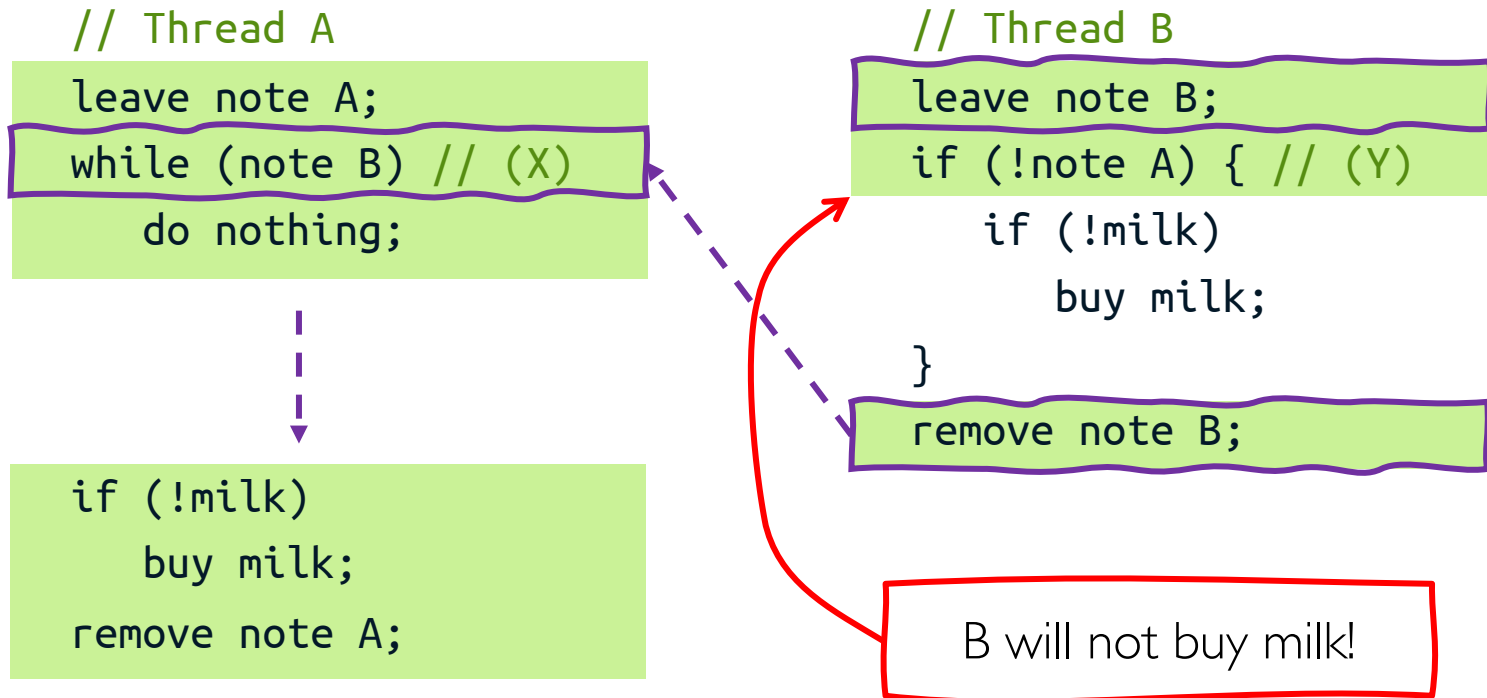 // Thread A
leave note A;
while (note B) // (X)
do nothing;
if (!milk)
buy milk;
remove note A;
// Thread B
leave note B;
if (!note A) { // (Y)
if (!milk)
buy milk;
}
remove note B;
B will not buy milk!